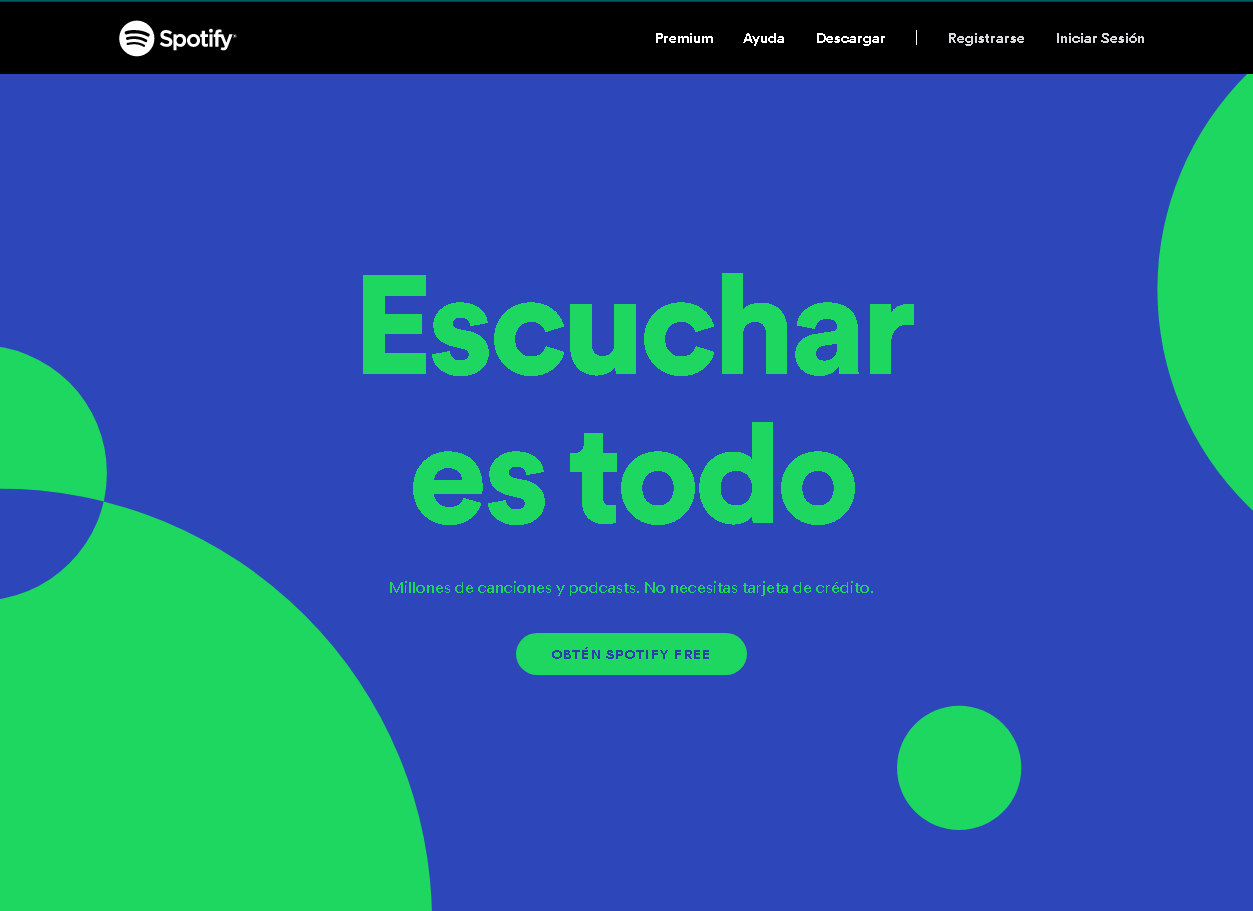 Spotify
Premium Ayuda Descargar | Registrarse Iniciar Sesión
Escuchar
es todo
Millones de canciones y podcasts. No necesitas tarjeta de crédito.
OBTÉN SPOTIFY FREE